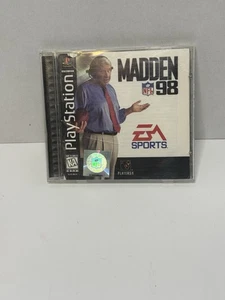 PlayStation
MADDEN
NFL 98
EA
SPORTS